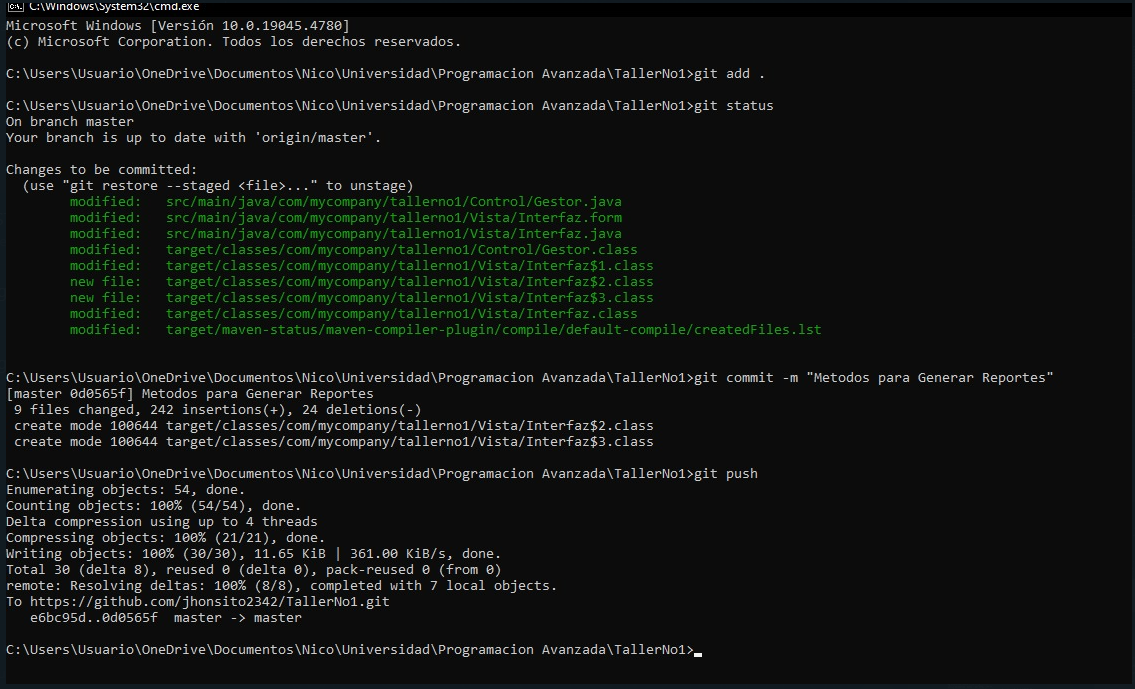 C:\Windows\System32\cmd.exe
Microsoft Windows [Versión 10.0.19045.4780]
(c) Microsoft Corporation. Todos los derechos reservados.
C:\Users\Usuario\OneDrive\Documentos\Nico\Universidad\Programacion Avanzada\TallerNo1>git add .
C:\Users\Usuario\OneDrive\Documentos\Nico\Universidad\Programacion Avanzada\TallerNo1>git status
On branch master
Your branch is up to date with 'origin/master'.
Changes to be committed:
  (use "git restore --staged <file>..." to unstage)
        modified:   src/main/java/com/mycompany/tallerno1/Control/Gestor.java
        modified:   src/main/java/com/mycompany/tallerno1/Vista/Interfaz.form
        modified:   src/main/java/com/mycompany/tallerno1/Vista/Interfaz.java
        modified:   target/classes/com/mycompany/tallerno1/Control/Gestor.class
        modified:   target/classes/com/mycompany/tallerno1/Vista/Interfaz$1.class
        new file:   target/classes/com/mycompany/tallerno1/Vista/Interfaz$2.class
        new file:   target/classes/com/mycompany/tallerno1/Vista/Interfaz$3.class
        modified:   target/classes/com/mycompany/tallerno1/Vista/Interfaz.class
        modified:   target/maven-status/maven-compiler-plugin/compile/default-compile/createdFiles.lst
C:\Users\Usuario\OneDrive\Documentos\Nico\Universidad\Programacion Avanzada\TallerNo1>git commit -m "Metodos para Generar Reportes"
[master 0d0565f] Metodos para Generar Reportes
 9 files changed, 242 insertions(+), 24 deletions(-)
 create mode 100644 target/classes/com/mycompany/tallerno1/Vista/Interfaz$2.class
 create mode 100644 target/classes/com/mycompany/tallerno1/Vista/Interfaz$3.class
C:\Users\Usuario\OneDrive\Documentos\Nico\Universidad\Programacion Avanzada\TallerNo1>git push
Enumerating objects: 54, done.
Counting objects: 100% (54/54), done.
Delta compression using up to 4 threads
Compressing objects: 100% (21/21), done.
Writing objects: 100% (30/30), 11.65 KiB | 361.00 KiB/s, done.
Total 30 (delta 8), reused 0 (delta 0), pack-reused 0 (from 0)
remote: Resolving deltas: 100% (8/8), completed with 7 local objects.
To https://github.com/jhonsito2342/TallerNo1.git
   e6bc95d..0d0565f  master -> master
C:\Users\Usuario\OneDrive\Documentos\Nico\Universidad\Programacion Avanzada\TallerNo1>